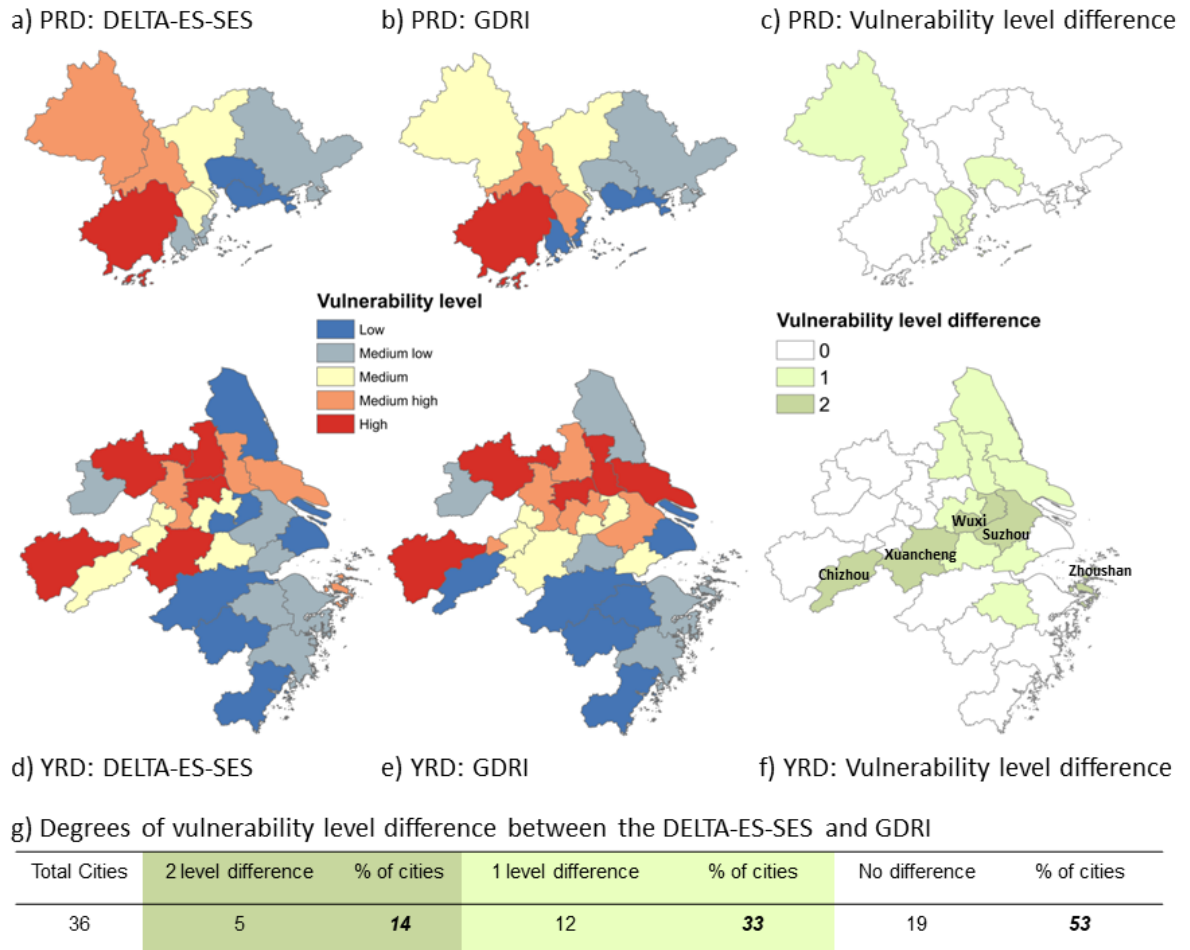 a) PRD: DELTA-ES-SES
b) PRD: GDRI
c) PRD: Vulnerability level difference
Vulnerability level
Low
Medium low
Medium
Medium high
High
Vulnerability level difference
0
1
2
Wuxi
Suzhou
Xuancheng
Chizhou
Zhoushan
d) YRD: DELTA-ES-SES
e) YRD: GDRI
f) YRD: Vulnerability level difference
g) Degrees of vulnerability level difference between the DELTA-ES-SES and GDRI
Total Cities 2 level difference % of cities 1 level difference % of cities No difference % of cities
36 5 14 12 33 19 53